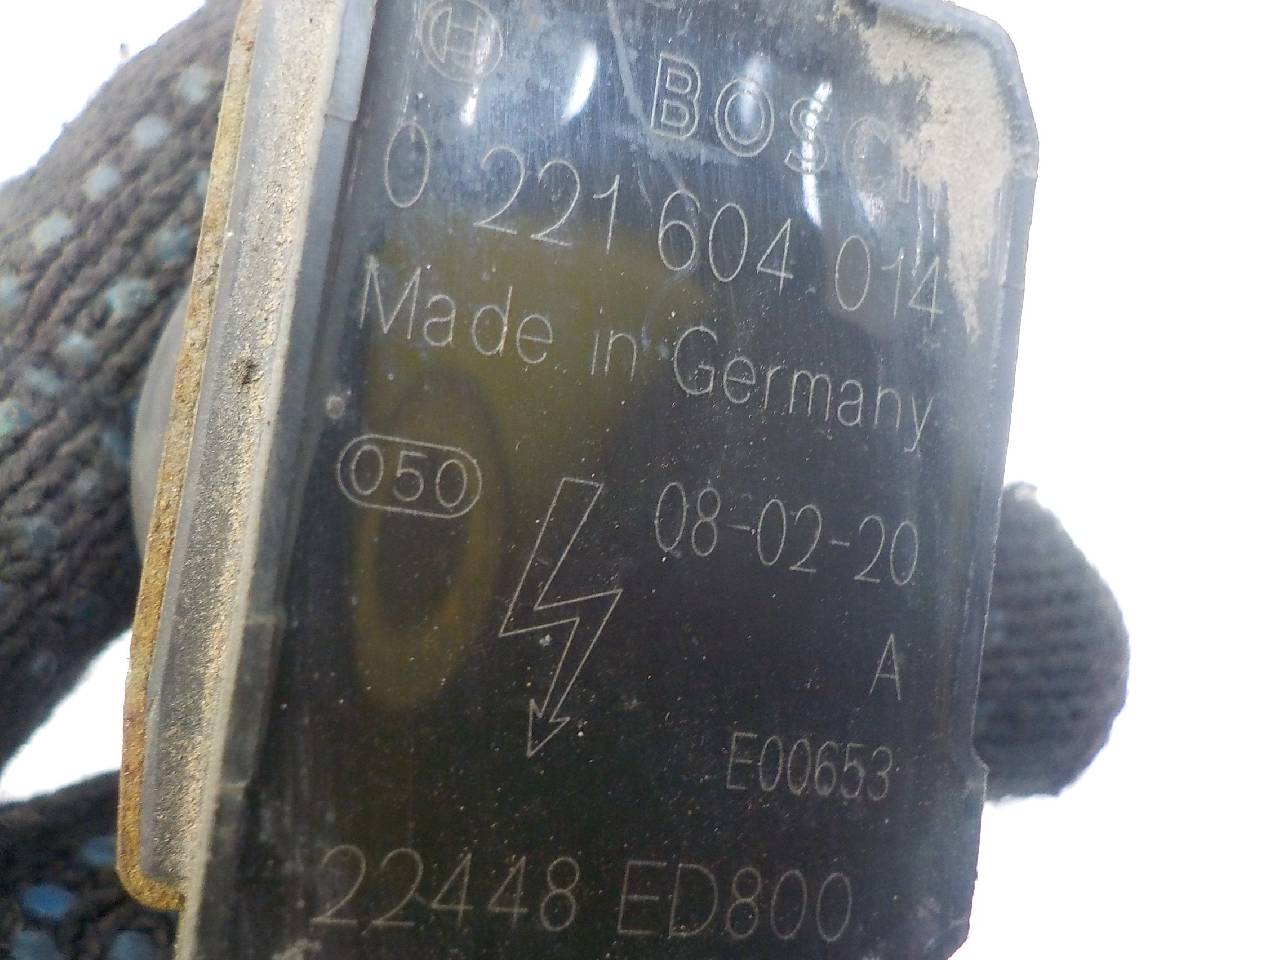 BOSCH
0 221 604 014
Made in Germany
050
08-02-20
A
E00653
22448 ED800